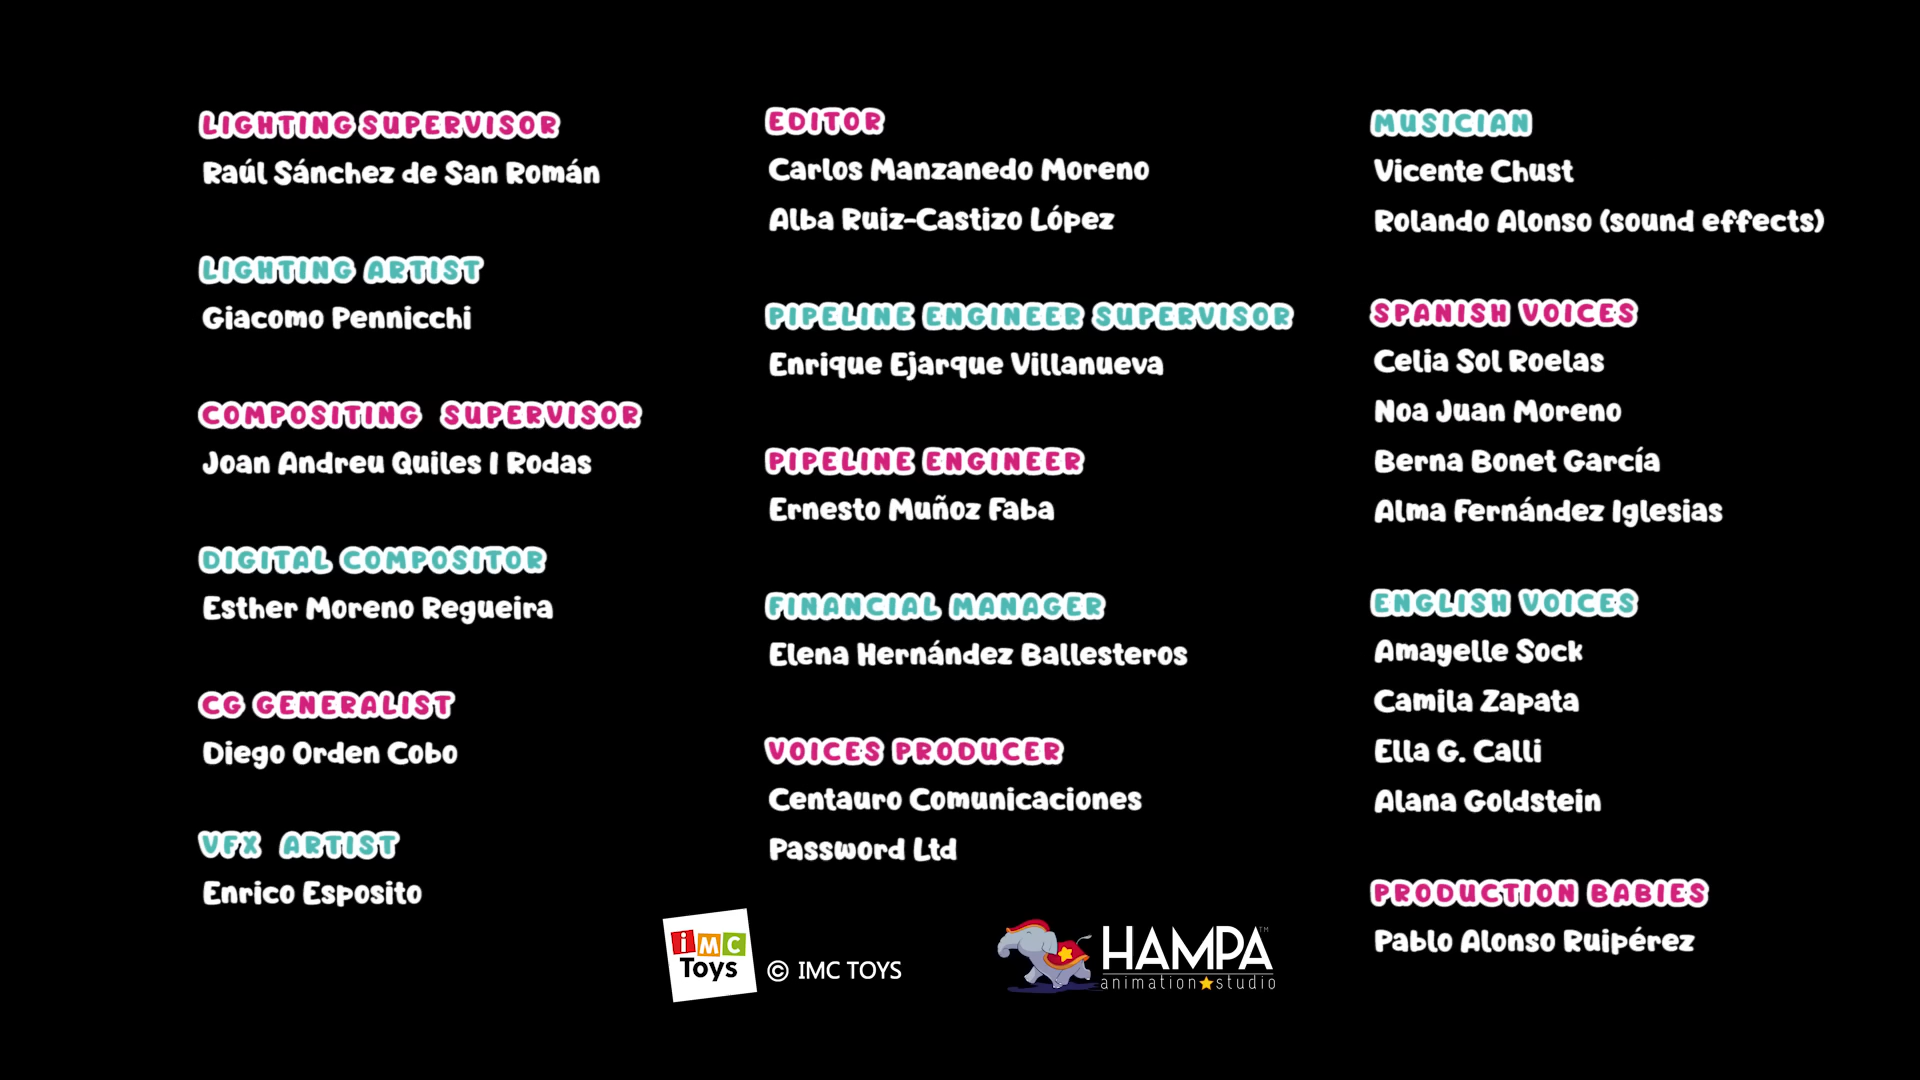 LIGHTING SUPERVISOR
Raúl Sánchez de San Román
LIGHTING ARTIST
Giacomo Pennicchi
COMPOSITING SUPERVISOR
Joan Andreu Quiles I Rodas
DIGITAL COMPOSITOR
Esther Moreno Regueira
CG GENERALIST
Diego Orden Cobo
VFX ARTIST
Enrico Esposito
EDITOR
Carlos Manzanedo Moreno
Alba Ruiz-Castizo López
PIPELINE ENGINEER SUPERVISOR
Enrique Ejarque Villanueva
PIPELINE ENGINEER
Ernesto Muñoz Faba
FINANCIAL MANAGER
Elena Hernández Ballesteros
VOICES PRODUCER
Centauro Comunicaciones
Password Ltd
MUSICIAN
Vicente Chust
Rolando Alonso (sound effects)
SPANISH VOICES
Celia Sol Roelas
Noa Juan Moreno
Berna Bonet García
Alma Fernández Iglesias
ENGLISH VOICES
Amayelle Sock
Camila Zapata
Ella G. Calli
Alana Goldstein
PRODUCTION BABIES
Pablo Alonso Ruipérez
iMC
Toys
© IMC TOYS
HAMPA™
animation★studio